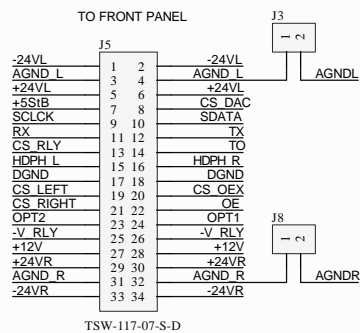 TO FRONT PANEL
J3
J5
1 2
-24VL 1 2 -24VL
AGND_L 3 4 AGND_L AGNDL
+24VL 5 6 +24VL
+5StB 7 8 CS_DAC
SCLCK 9 10 SDATA
RX 11 12 TX
CS_RLY 13 14 TO
HDPH_L 15 16 HDPH_R
DGND 17 18 DGND
CS_LEFT 19 20 CS_OEX
CS_RIGHT 21 22 OE
J8
OPT2 23 24 OPT1
-V_RLY 25 26 -V_RLY
1 2
+12V 27 28 +12V
+24VR 29 30 +24VR
AGND_R 31 32 AGND_R AGNDR
-24VR 33 34 -24VR
TSW-117-07-S-D